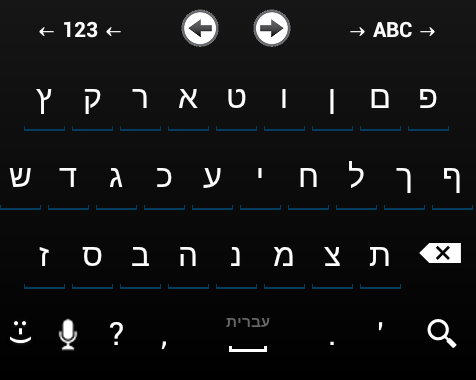 ← 123 ← → ABC →
ץ ק ר א ט ו ן ם פ
ש ד ג כ ע י ח ל ך ף
ז ס ב ה נ מ צ ת
? , עברית . '